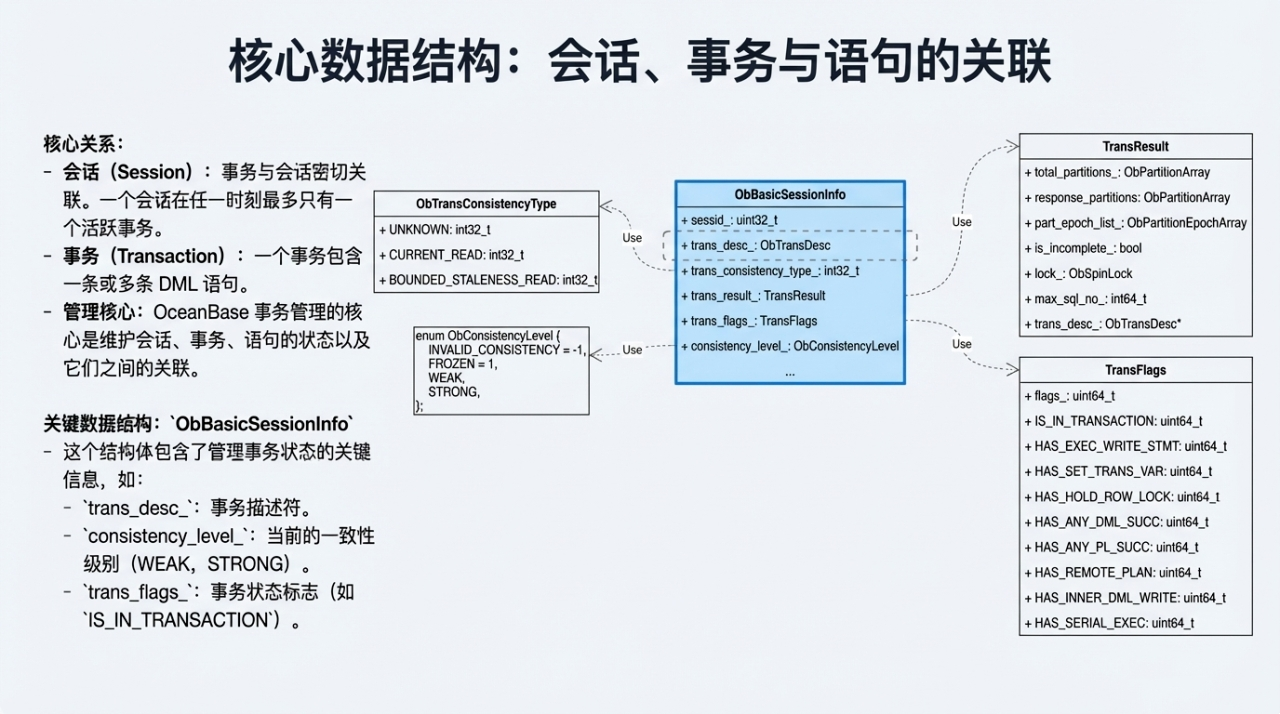 核心数据结构：会话、事务与语句的关联
核心关系：
- 会话（Session）：事务与会话密切关
联。一个会话在任一时刻最多只有一
个活跃事务。
- 事务（Transaction）：一个事务包含
一条或多条 DML 语句。
- 管理核心：OceanBase 事务管理的核
心是维护会话、事务、语句的状态以及
它们之间的关联。
关键数据结构：`ObBasicSessionInfo`
- 这个结构体包含了管理事务状态的关键
信息，如：
- `trans_desc_`：事务描述符。
- `consistency_level_`：当前的一致性
级别（WEAK，STRONG）。
- `trans_flags_`：事务状态标志（如
`IS_IN_TRANSACTION`）。
ObTransConsistencyType
+ UNKNOWN: int32_t
+ CURRENT_READ: int32_t
+ BOUNDED_STALENESS_READ: int32_t
enum ObConsistencyLevel {
INVALID_CONSISTENCY = -1,
FROZEN = 1,
WEAK,
STRONG,
};
Use
Use
ObBasicSessionInfo
+ sessid_: uint32_t
+ trans_desc_: ObTransDesc
+ trans_consistency_type_: int32_t
+ trans_result_: TransResult
+ trans_flags_: TransFlags
+ consistency_level_: ObConsistencyLevel
...
Use
Use
TransResult
+ total_partitions_: ObPartitionArray
+ response_partitions: ObPartitionArray
+ part_epoch_list_: ObPartitionEpochArray
+ is_incomplete_: bool
+ lock_: ObSpinLock
+ max_sql_no_: int64_t
+ trans_desc_: ObTransDesc*
TransFlags
+ flags_: uint64_t
+ IS_IN_TRANSACTION: uint64_t
+ HAS_EXEC_WRITE_STMT: uint64_t
+ HAS_SET_TRANS_VAR: uint64_t
+ HAS_HOLD_ROW_LOCK: uint64_t
+ HAS_ANY_DML_SUCC: uint64_t
+ HAS_ANY_PL_SUCC: uint64_t
+ HAS_REMOTE_PLAN: uint64_t
+ HAS_INNER_DML_WRITE: uint64_t
+ HAS_SERIAL_EXEC: uint64_t